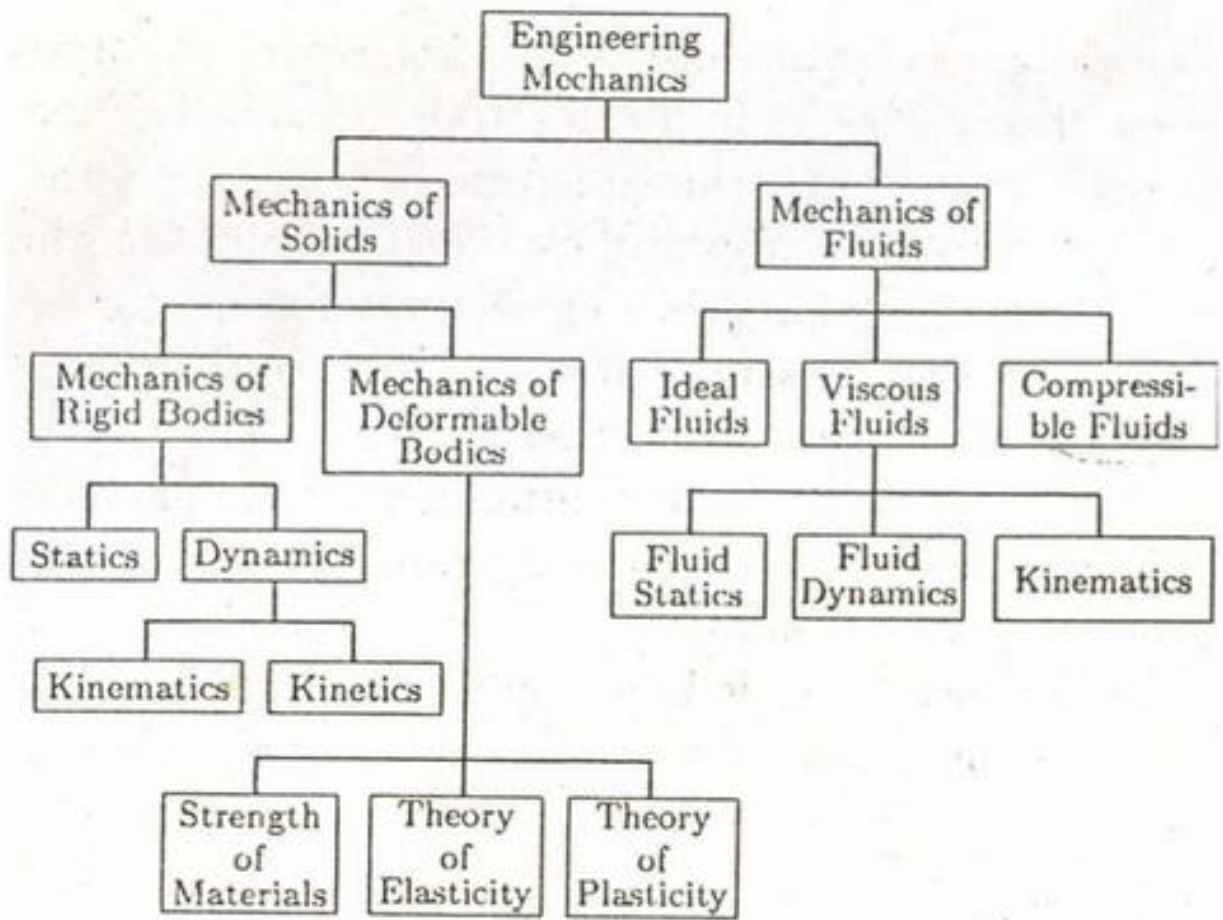 Engineering
Mechanics
Mechanics of
Solids
Mechanics of
Fluids
Mechanics of
Rigid Bodies
Mechanics of
Deformable
Bodies
Ideal
Fluids
Viscous
Fluids
Compressi-
ble Fluids
Statics
Dynamics
Fluid
Statics
Fluid
Dynamics
Kinematics
Kinematics
Kinetics
Strength
of
Materials
Theory
of
Elasticity
Theory
of
Plasticity